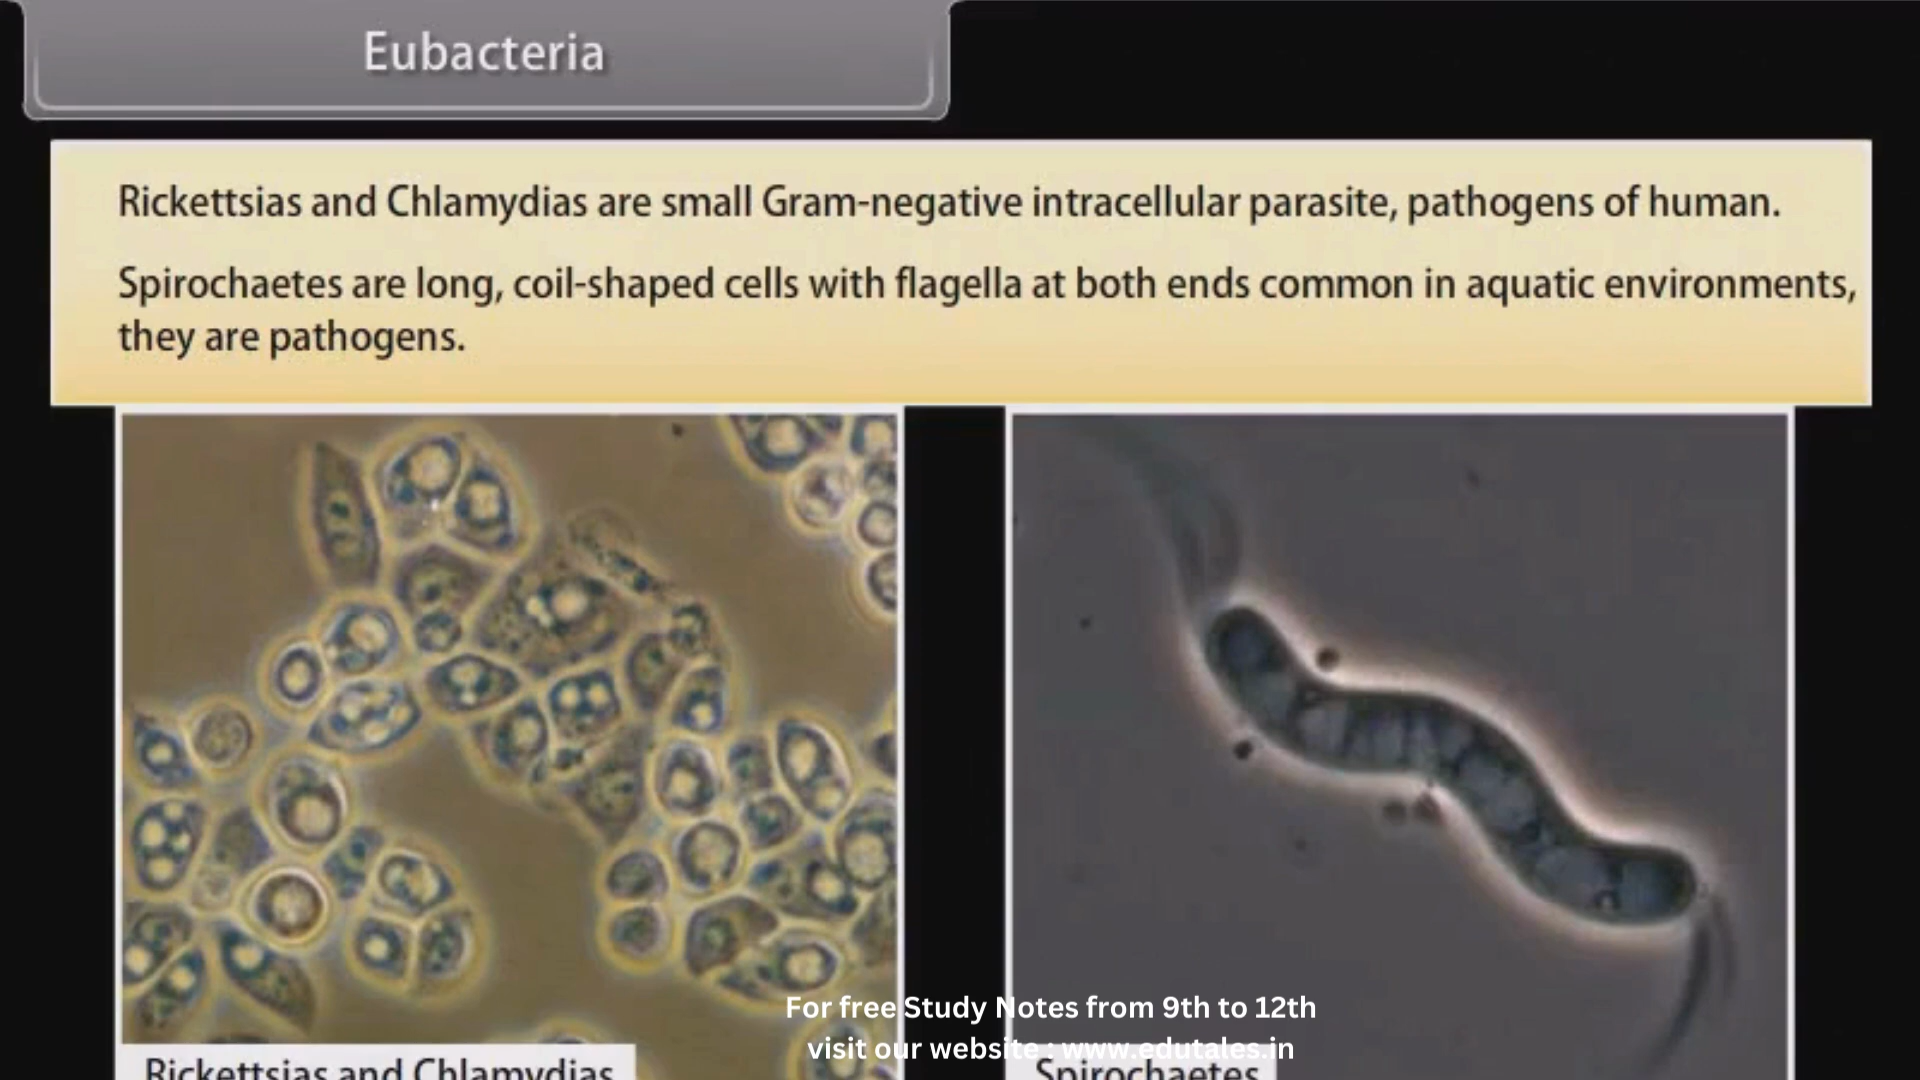 Eubacteria
Rickettsias and Chlamydias are small Gram-negative intracellular parasite, pathogens of human.
Spirochaetes are long, coil-shaped cells with flagella at both ends common in aquatic environments,
they are pathogens.
For free Study Notes from 9th to 12th
visit our website : www.edutales.in
Rickettsias and Chlamydias
Spirochaetes